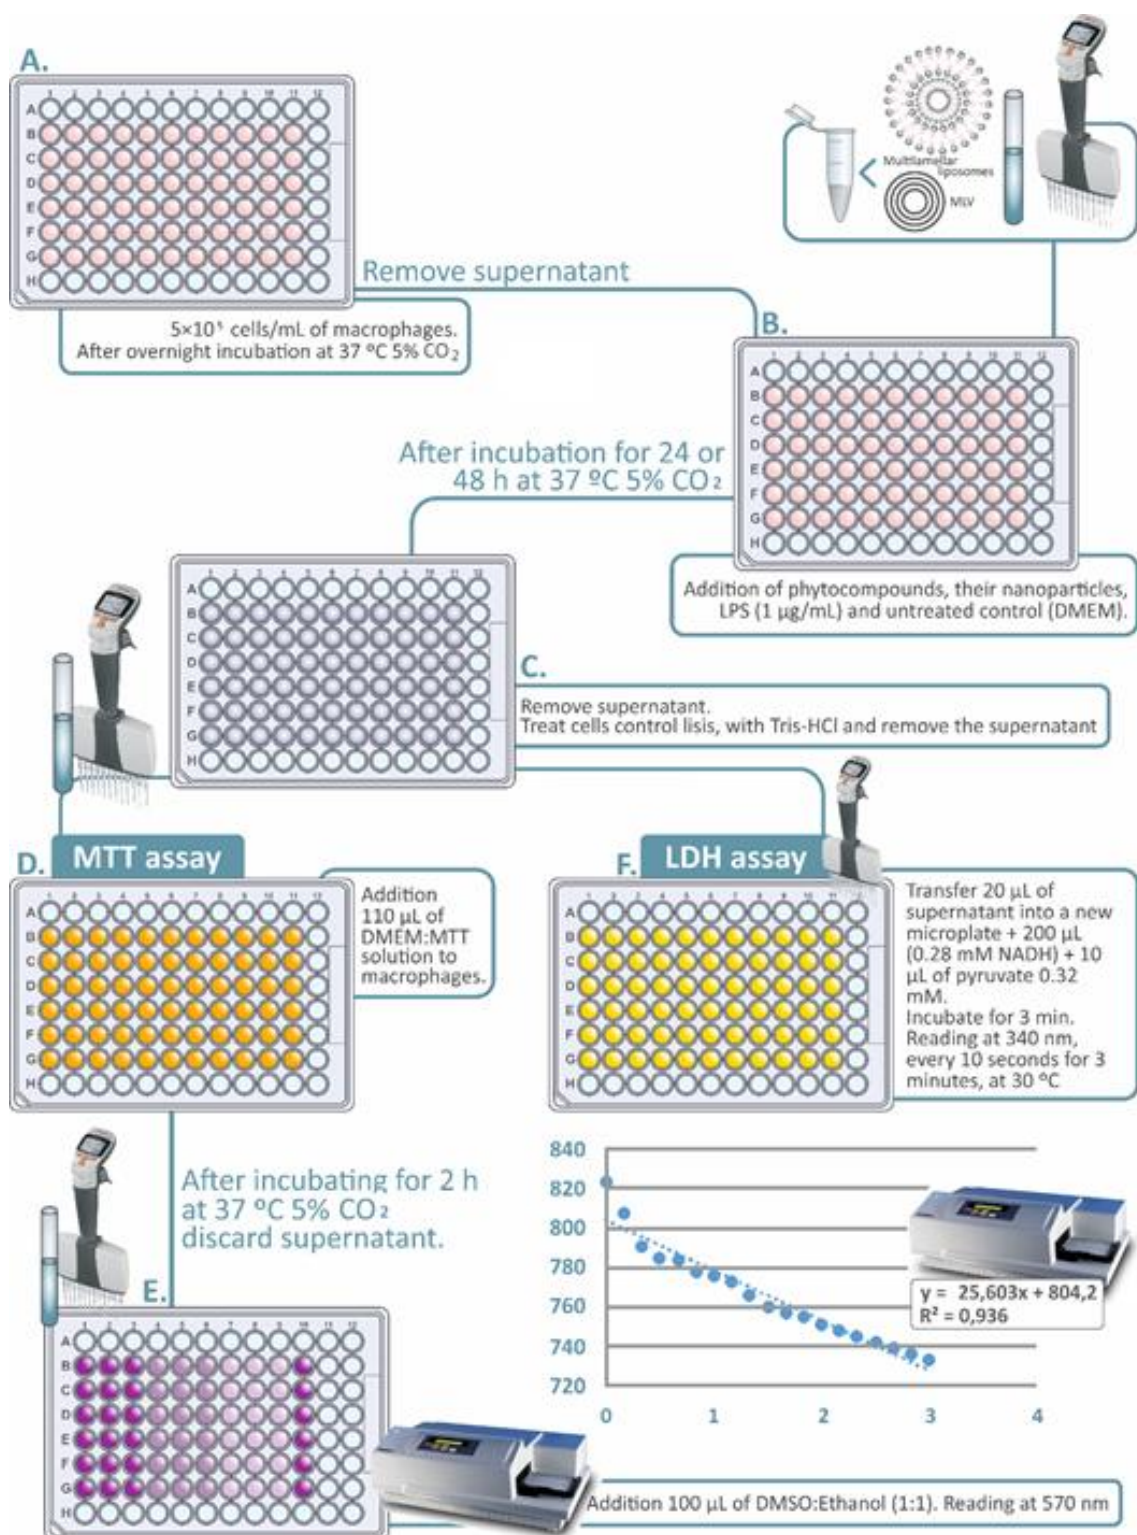 A.
Multilamellar
liposomes
MLV
Remove supernatant
5×10⁵ cells/mL of macrophages.
After overnight incubation at 37 ºC 5% CO₂
B.
After incubation for 24 or
48 h at 37 ºC 5% CO₂
Addition of phytocompounds, their nanoparticles,
LPS (1 µg/mL) and untreated control (DMEM).
C.
Remove supernatant.
Treat cells control lisis, with Tris-HCl and remove the supernatant
D.
MTT assay
Addition
110 µL of
DMEM:MTT
solution to
macrophages.
F.
LDH assay
Transfer 20 µL of
supernatant into a new
microplate + 200 µL
(0.28 mM NADH) + 10
µL of pyruvate 0.32
mM.
Incubate for 3 min.
Reading at 340 nm,
every 10 seconds for 3
minutes, at 30 ºC
After incubating for 2 h
at 37 ºC 5% CO₂
discard supernatant.
E.
840
820
800
780
760
740
720
0 1 2 3 4
y = 25,603x + 804,2
R² = 0,936
Addition 100 µL of DMSO:Ethanol (1:1). Reading at 570 nm